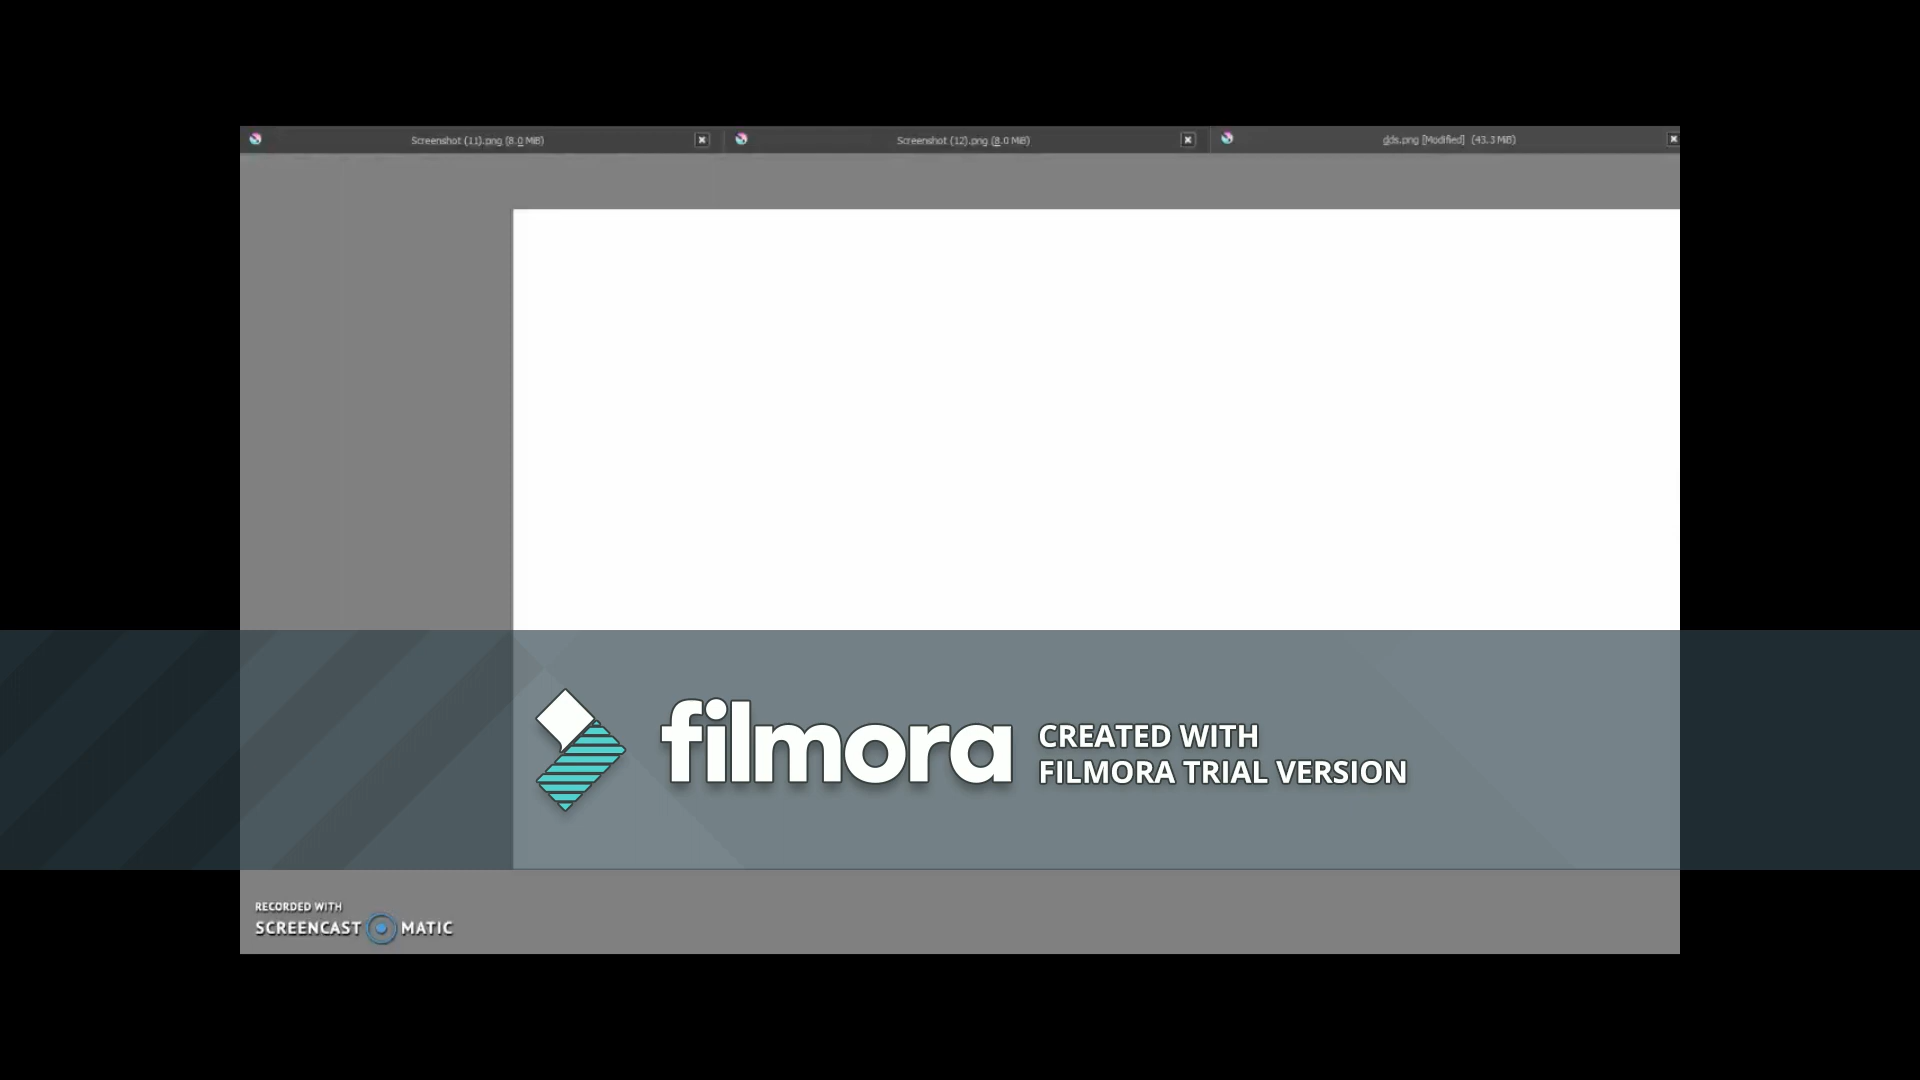 Screenshot (11).png (8.0 MiB)
Screenshot (12).png (8.0 MiB)
dds.png [Modified] (43.3 MiB)
filmora
CREATED WITH
FILMORA TRIAL VERSION
RECORDED WITH
SCREENCAST MATIC